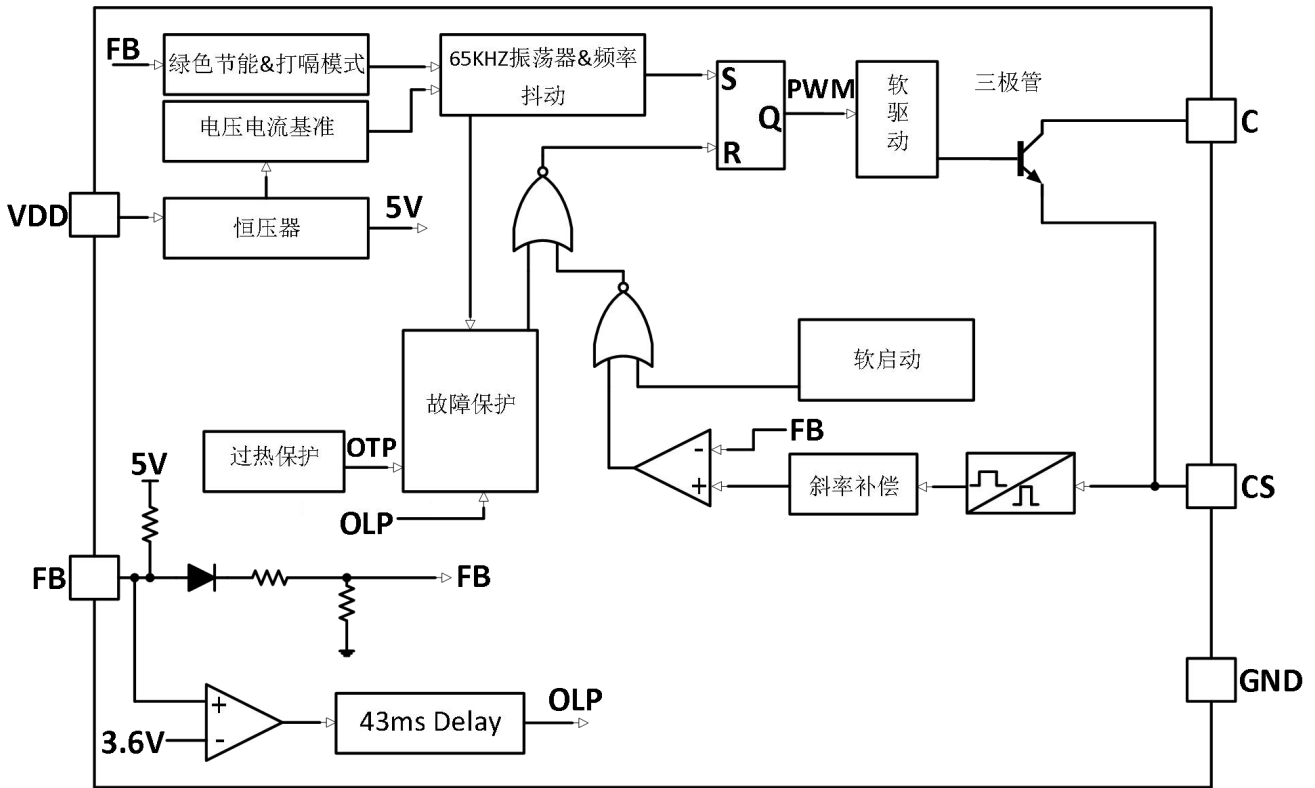 FB
绿色节能&打嗝模式
65KHZ振荡器&频率
抖动
电压电流基准
S
R
Q
PWM
软
驱
动
三极管
C
VDD
恒压器
5V
故障保护
软启动
过热保护
OTP
OLP
FB
-
+
斜率补偿
CS
5V
FB
FB
GND
+
-
3.6V
43ms Delay
OLP